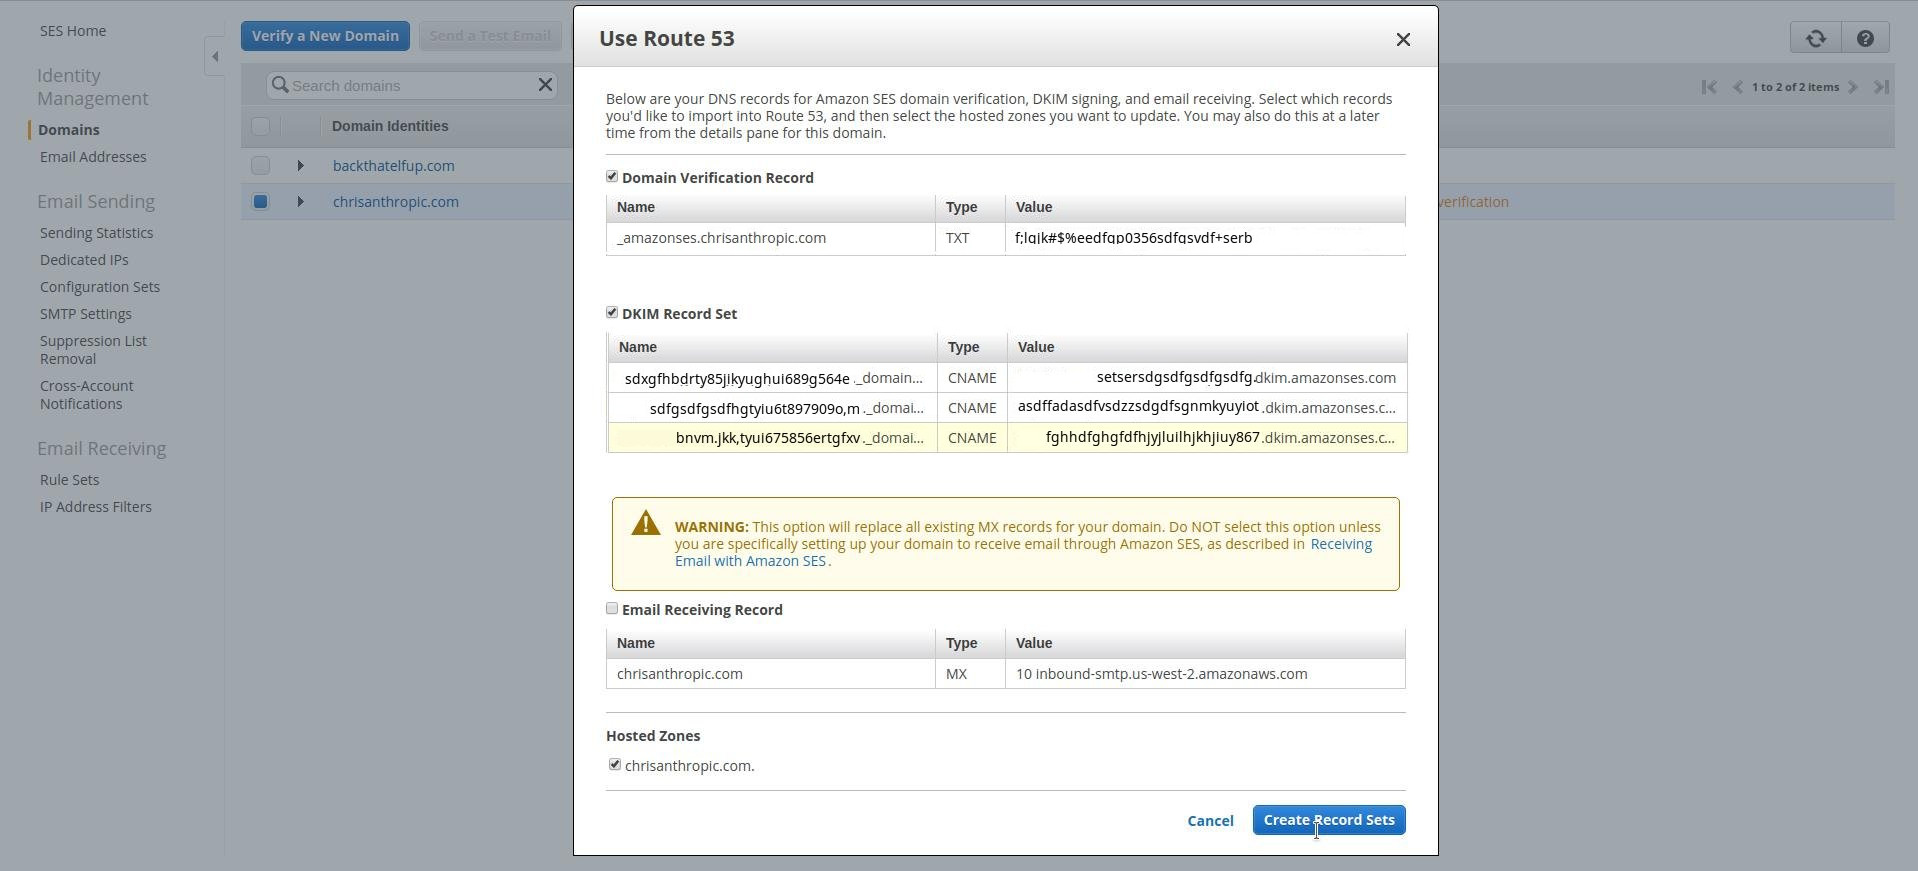 SES Home
Identity
Management
Domains
Email Addresses
Email Sending
Sending Statistics
Dedicated IPs
Configuration Sets
SMTP Settings
Suppression List
Removal
Cross-Account
Notifications
Email Receiving
Rule Sets
IP Address Filters
Verify a New Domain
Send a Test Email
Search domains
1 to 2 of 2 items
Domain Identities
backthatelfup.com
chrisanthropic.com
verification
Use Route 53
Below are your DNS records for Amazon SES domain verification, DKIM signing, and email receiving. Select which records
you'd like to import into Route 53, and then select the hosted zones you want to update. You may also do this at a later
time from the details pane for this domain.
Domain Verification Record
Name Type Value
_amazonses.chrisanthropic.com TXT f;lqjk#$%eedfgp0356sdfgsvdf+serb
DKIM Record Set
Name Type Value
sdxgfhbdrty85jikyughui689g564e._domain... CNAME setsersdgsdfgsdfgsdfg.dkim.amazonses.com
sdfgsdfgsdfhgtyiu6t897909o,m._domai... CNAME asdffadasdfvsdzzsdgdfsgnmkyuyiot.dkim.amazonses.c...
bnvm.jkk,tyui675856ertgfxv._domai... CNAME fghhdfghgfdfhjyjluilhjkhjiuy867.dkim.amazonses.c...
WARNING: This option will replace all existing MX records for your domain. Do NOT select this option unless
you are specifically setting up your domain to receive email through Amazon SES, as described in Receiving
Email with Amazon SES.
Email Receiving Record
Name Type Value
chrisanthropic.com MX 10 inbound-smtp.us-west-2.amazonaws.com
Hosted Zones
chrisanthropic.com.
Cancel
Create Record Sets